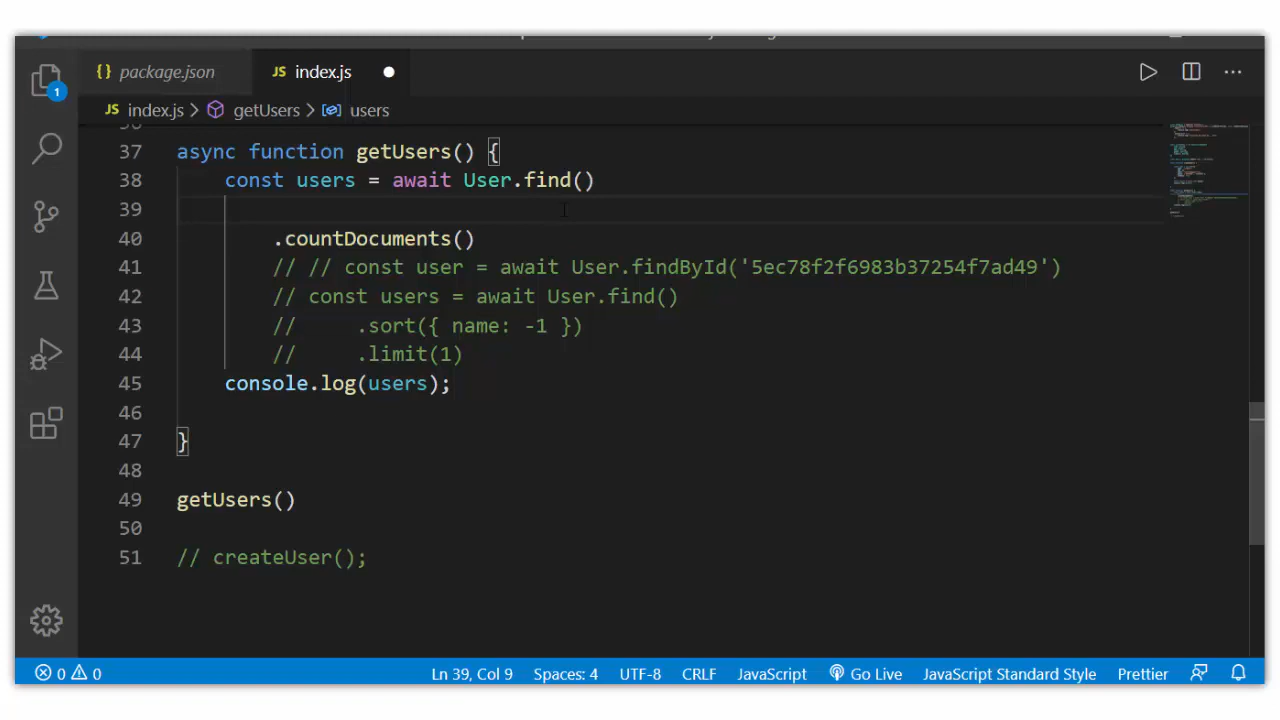 {} package.json JS index.js
JS index.js > getUsers > users
37 async function getUsers() {
38 const users = await User.find()
39
40 .countDocuments()
41 // // const user = await User.findById('5ec78f2f6983b37254f7ad49')
42 // const users = await User.find()
43 // .sort({ name: -1 })
44 // .limit(1)
45 console.log(users);
46
47 }
48
49 getUsers()
50
51 // createUser();
1
0 0 Ln 39, Col 9 Spaces: 4 UTF-8 CRLF JavaScript Go Live JavaScript Standard Style Prettier